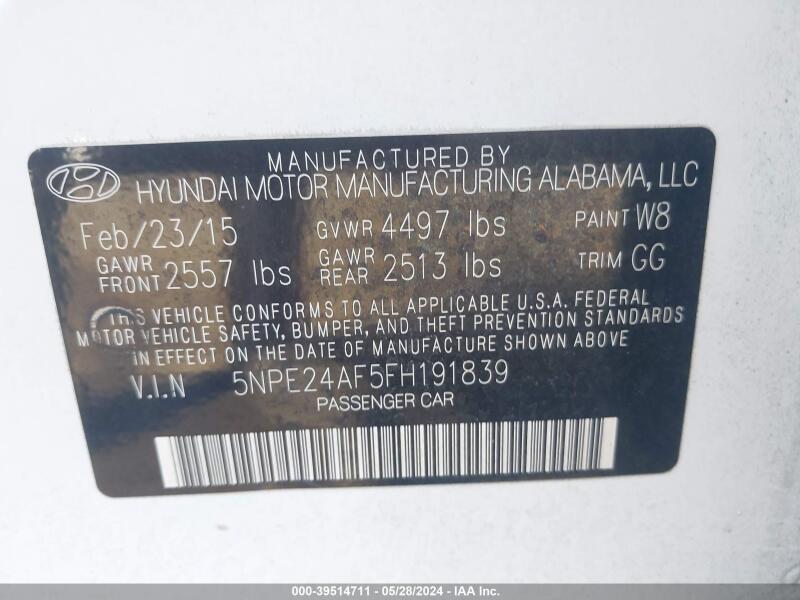 MANUFACTURED BY
HYUNDAI MOTOR MANUFACTURING ALABAMA, LLC
Feb/23/15 GVWR 4497 lbs PAINT W8
GAWR FRONT 2557 lbs GAWR REAR 2513 lbs TRIM GG
THIS VEHICLE CONFORMS TO ALL APPLICABLE U.S.A. FEDERAL
MOTOR VEHICLE SAFETY, BUMPER, AND THEFT PREVENTION STANDARDS
IN EFFECT ON THE DATE OF MANUFACTURE SHOWN ABOVE
V.I.N 5NPE24AF5FH191839
PASSENGER CAR
000-39514711 - 05/28/2024 - IAA Inc.